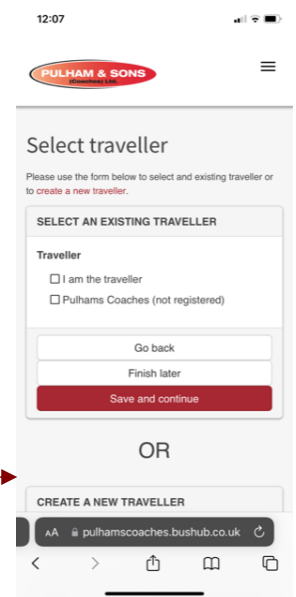 12:07
PULHAM & SONS
(Coaches) Ltd.
Select traveller
Please use the form below to select and existing traveller or
to create a new traveller.
SELECT AN EXISTING TRAVELLER
Traveller
I am the traveller
Pulhams Coaches (not registered)
Go back
Finish later
Save and continue
OR
CREATE A NEW TRAVELLER
AA pulhamscoaches.bushub.co.uk